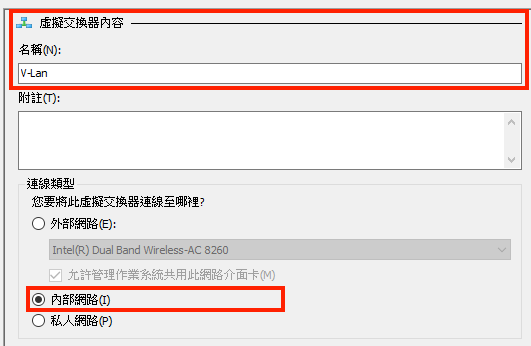 虛擬交換器內容
名稱(N):
V-Lan
附註(T):
連線類型
您要將此虛擬交換器連線至哪裡?
外部網路(E):
Intel(R) Dual Band Wireless-AC 8260
允許管理作業系統共用此網路介面卡(M)
內部網路(I)
私人網路(P)